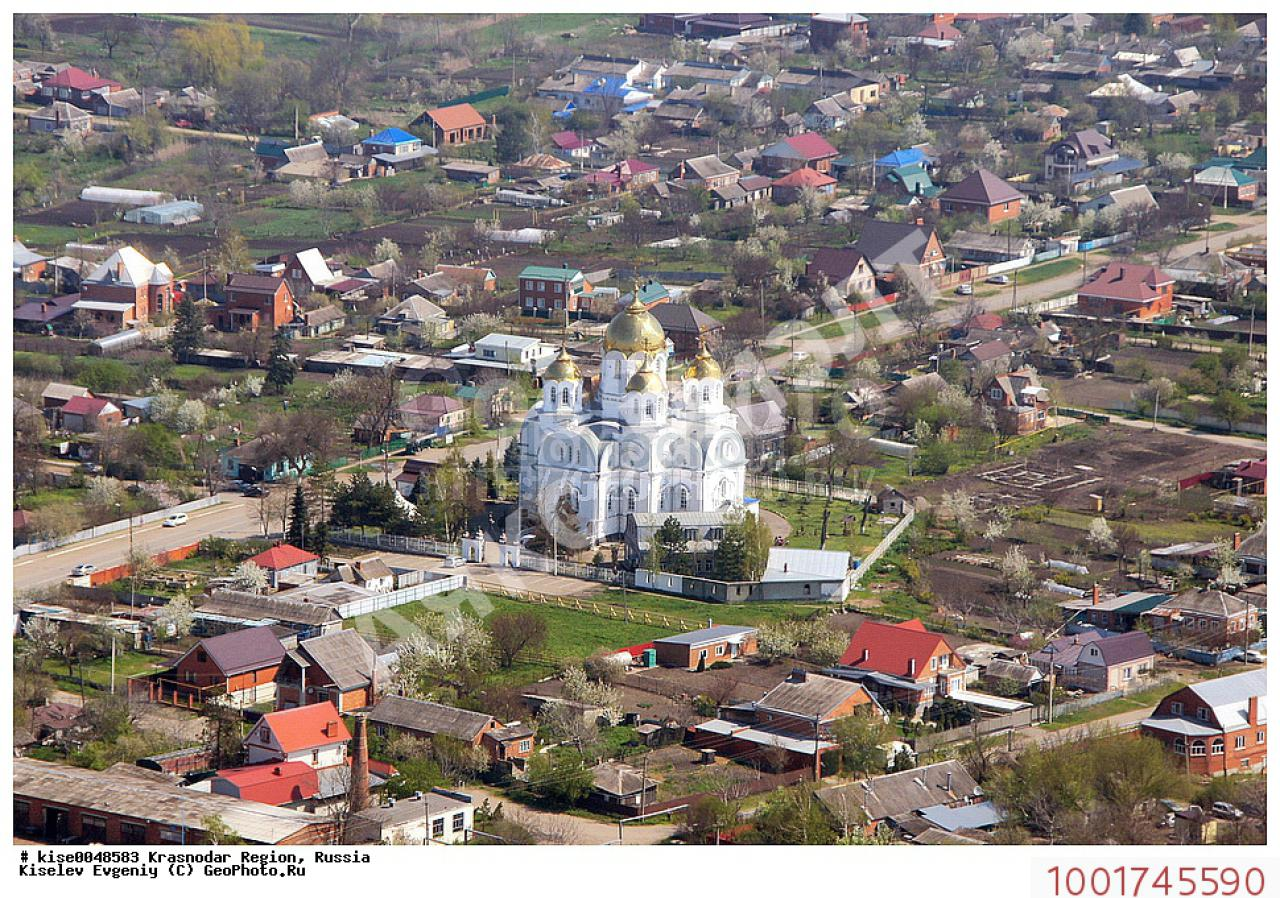 # kise0048583 Krasnodar Region, Russia
Kiselev Evgeniy (C) GeoPhoto.Ru
1001745590